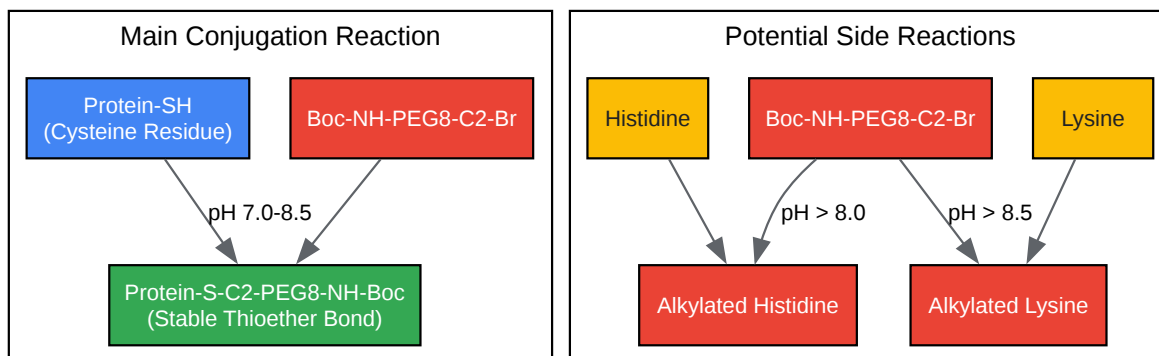 Main Conjugation Reaction
Protein-SH
(Cysteine Residue)
Boc-NH-PEG8-C2-Br
pH 7.0-8.5
Protein-S-C2-PEG8-NH-Boc
(Stable Thioether Bond)
Potential Side Reactions
Histidine
Boc-NH-PEG8-C2-Br
Lysine
pH > 8.0
pH > 8.5
Alkylated Histidine
Alkylated Lysine